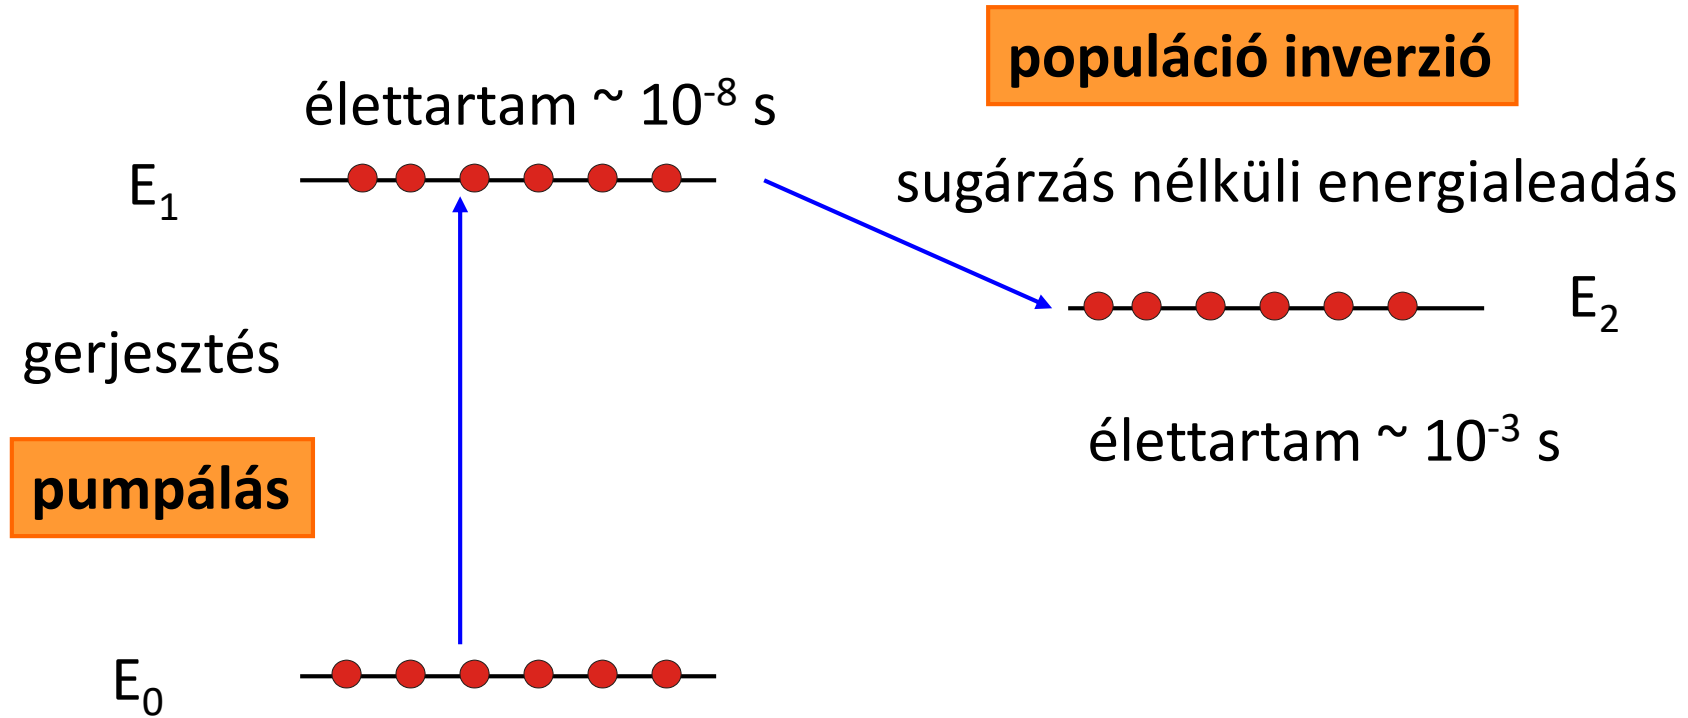 populáció inverzió
élettartam ~ 10⁻⁸ s
E₁
sugárzás nélküli energialeadás
E₂
gerjesztés
élettartam ~ 10⁻³ s
pumpálás
E₀